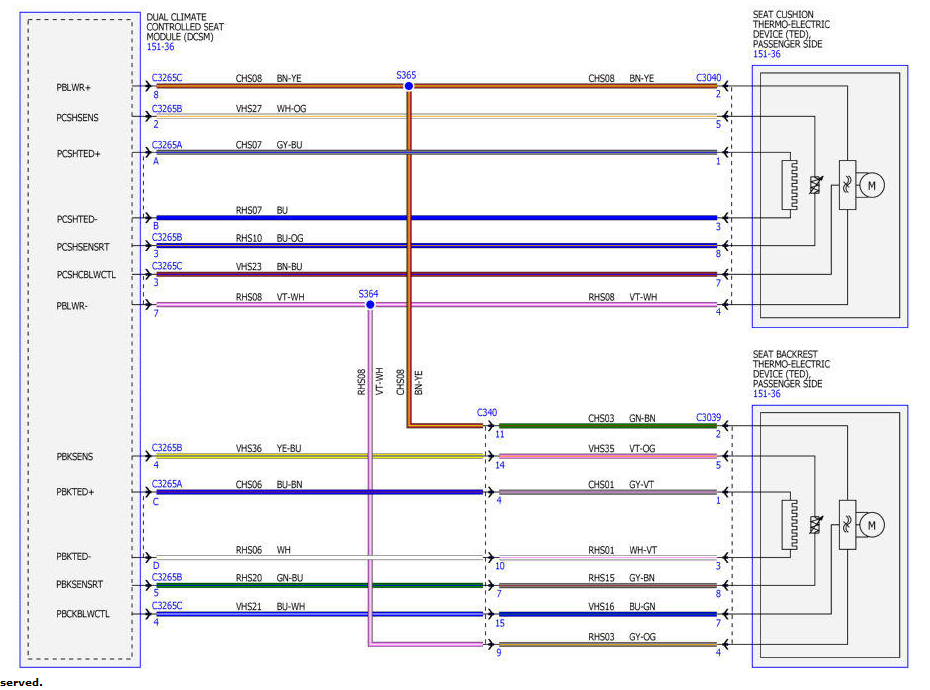 DUAL CLIMATE
CONTROLLED SEAT
MODULE (DCSM)
151-36
SEAT CUSHION
THERMO-ELECTRIC
DEVICE (TED),
PASSENGER SIDE
151-36
PBLWR+ C3265C 8 CHS08 BN-YE S365 CHS08 BN-YE C3040 2
PCSHSENS C3265B 2 VHS27 WH-OG 5
PCSHTED+ C3265A A CHS07 GY-BU 1
M
PCSHTED- B RHS07 BU 3
PCSHSENSRT C3265B 3 RHS10 BU-OG 8
PCSHCBLWCTL C3265C 3 VHS23 BN-BU 7
PBLWR- 7 RHS08 VT-WH S364 RHS08 VT-WH 4
RHS08 VT-WH CHS08 BN-YE
SEAT BACKREST
THERMO-ELECTRIC
DEVICE (TED),
PASSENGER SIDE
151-36
C340 11 CHS03 GN-BN C3039 2
PBKSENS C3265B 4 VHS36 YE-BU 14 VHS35 VT-OG 5
PBKTED+ C3265A C CHS06 BU-BN 4 CHS01 GY-VT 1
M
PBKTED- D RHS06 WH 10 RHS01 WH-VT 3
PBKSENSRT C3265B 5 RHS20 GN-BU 7 RHS15 GY-BN 8
PBCKBLWCTL C3265C 4 VHS21 BU-WH 15 VHS16 BU-GN 7
9 RHS03 GY-OG 4
served.